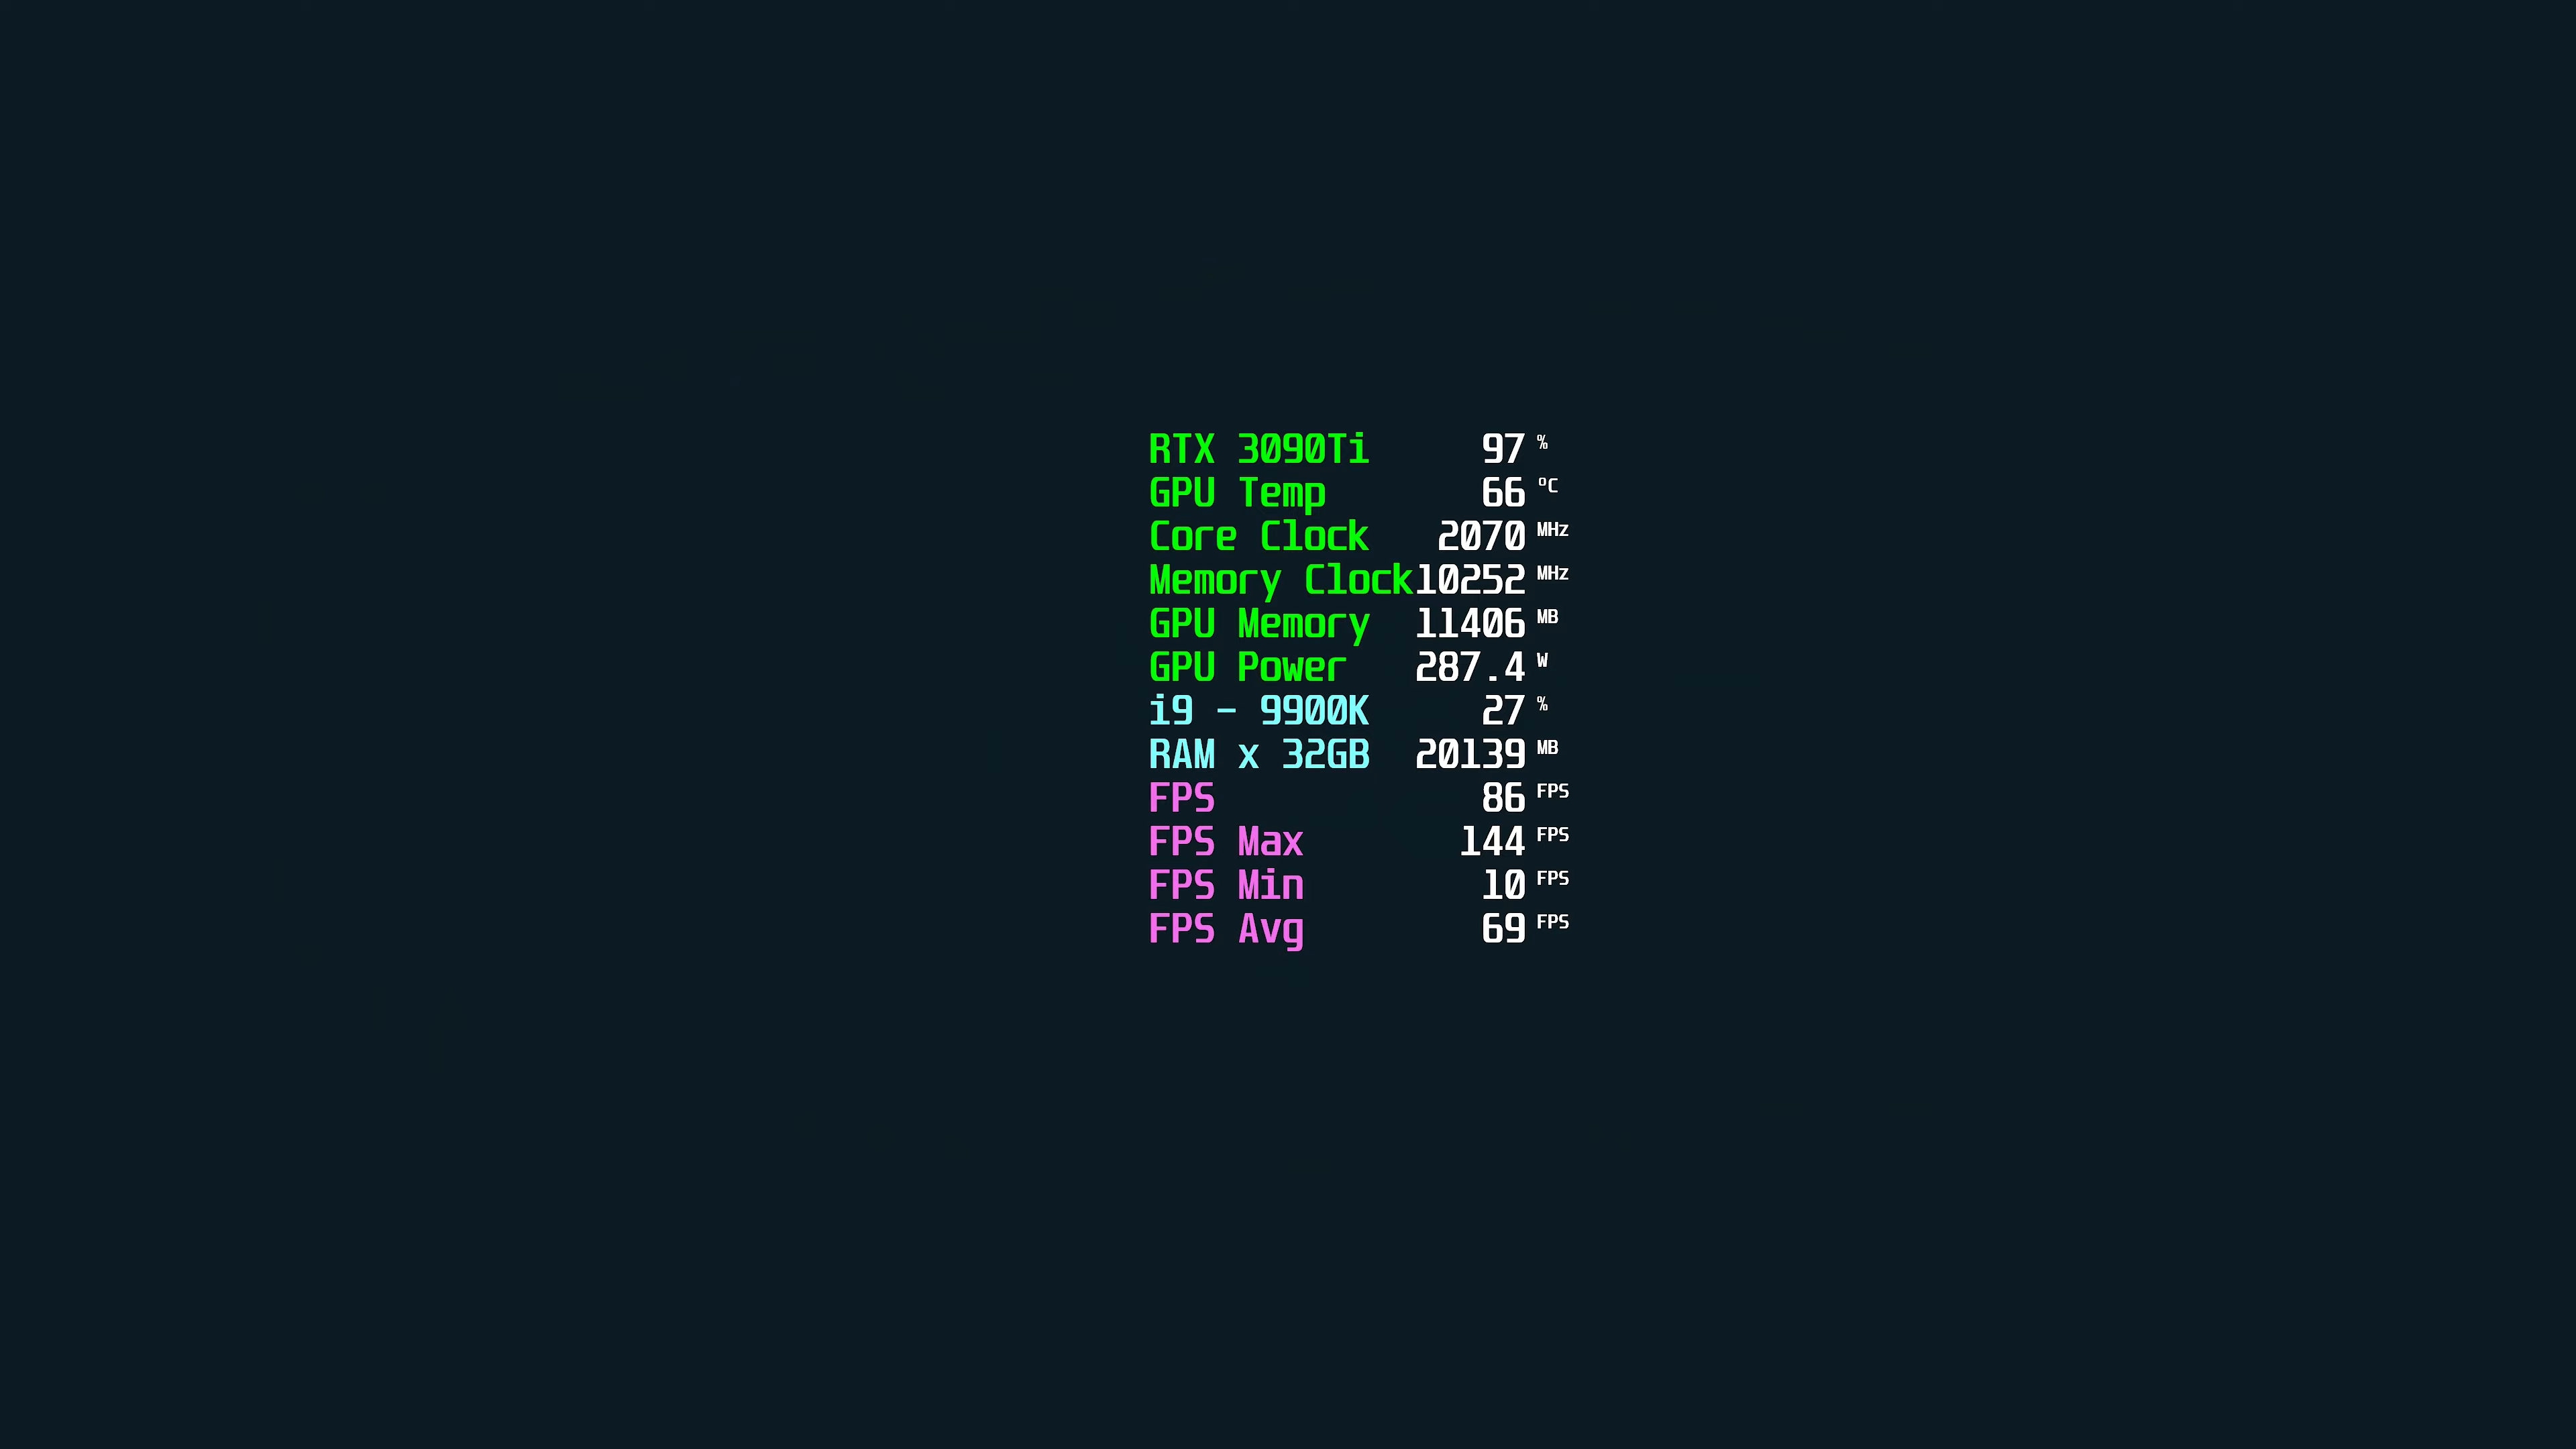 RTX 3090Ti 97 %
GPU Temp 66 °C
Core Clock 2070 MHz
Memory Clock 10252 MHz
GPU Memory 11406 MB
GPU Power 287.4 W
i9 - 9900K 27 %
RAM x 32GB 20139 MB
FPS 86 FPS
FPS Max 144 FPS
FPS Min 10 FPS
FPS Avg 69 FPS